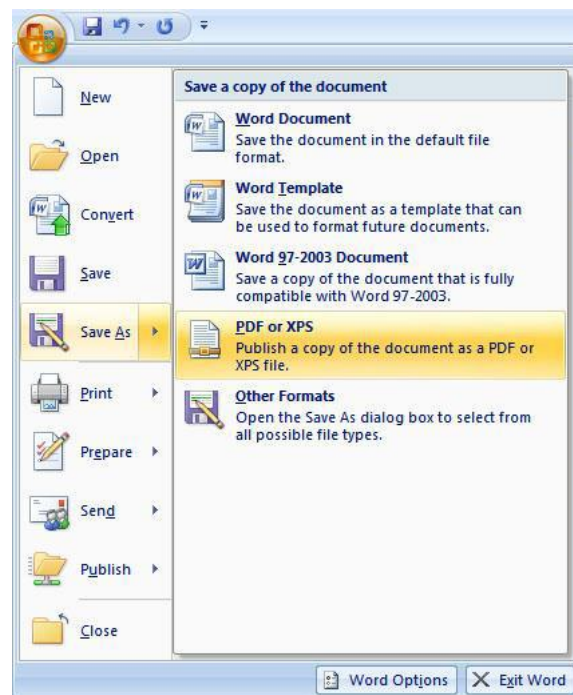 New
Open
Convert
Save
Save As
Print
Prepare
Send
Publish
Close
Save a copy of the document
Word Document
Save the document in the default file
format.
Word Template
Save the document as a template that can
be used to format future documents.
Word 97-2003 Document
Save a copy of the document that is fully
compatible with Word 97-2003.
PDF or XPS
Publish a copy of the document as a PDF or
XPS file.
Other Formats
Open the Save As dialog box to select from
all possible file types.
Word Options
Exit Word